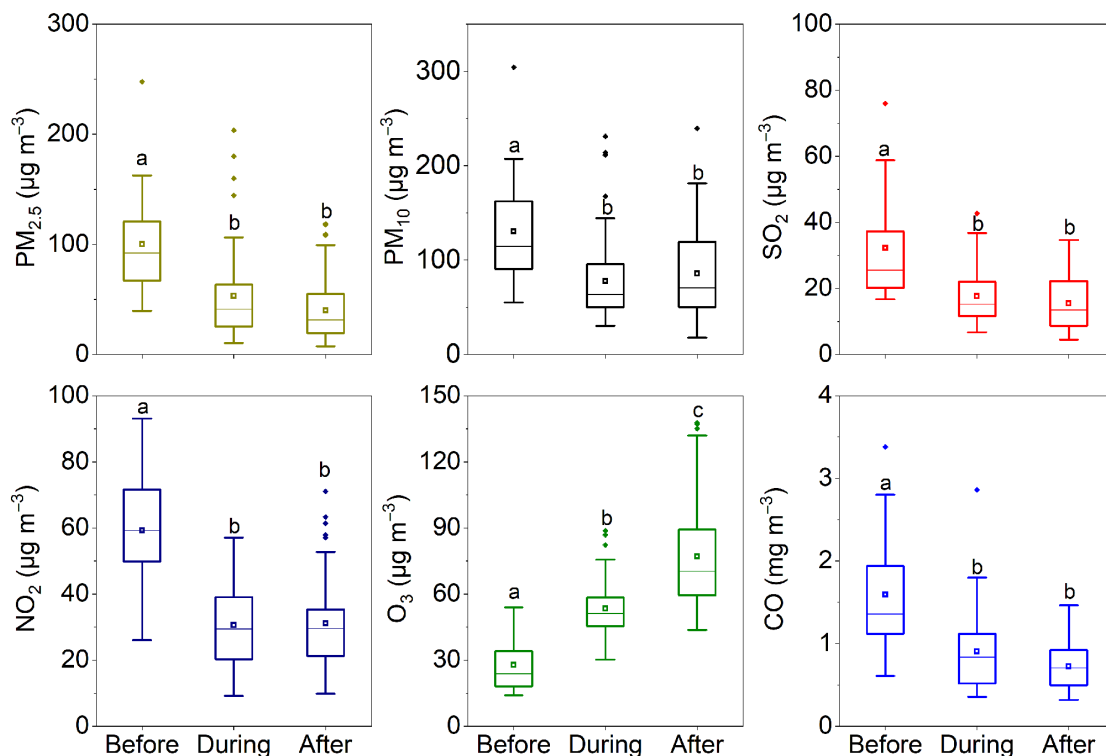 PM2.5 (µg m−3)
300
200
100
0
a
b
b
PM10 (µg m−3)
300
200
100
0
a
b
b
SO2 (µg m−3)
100
80
60
40
20
0
a
b
b
NO2 (µg m−3)
100
80
60
40
20
0
a
b
b
Before During After
O3 (µg m−3)
150
120
90
60
30
0
a
b
c
Before During After
CO (mg m−3)
4
3
2
1
0
a
b
b
Before During After